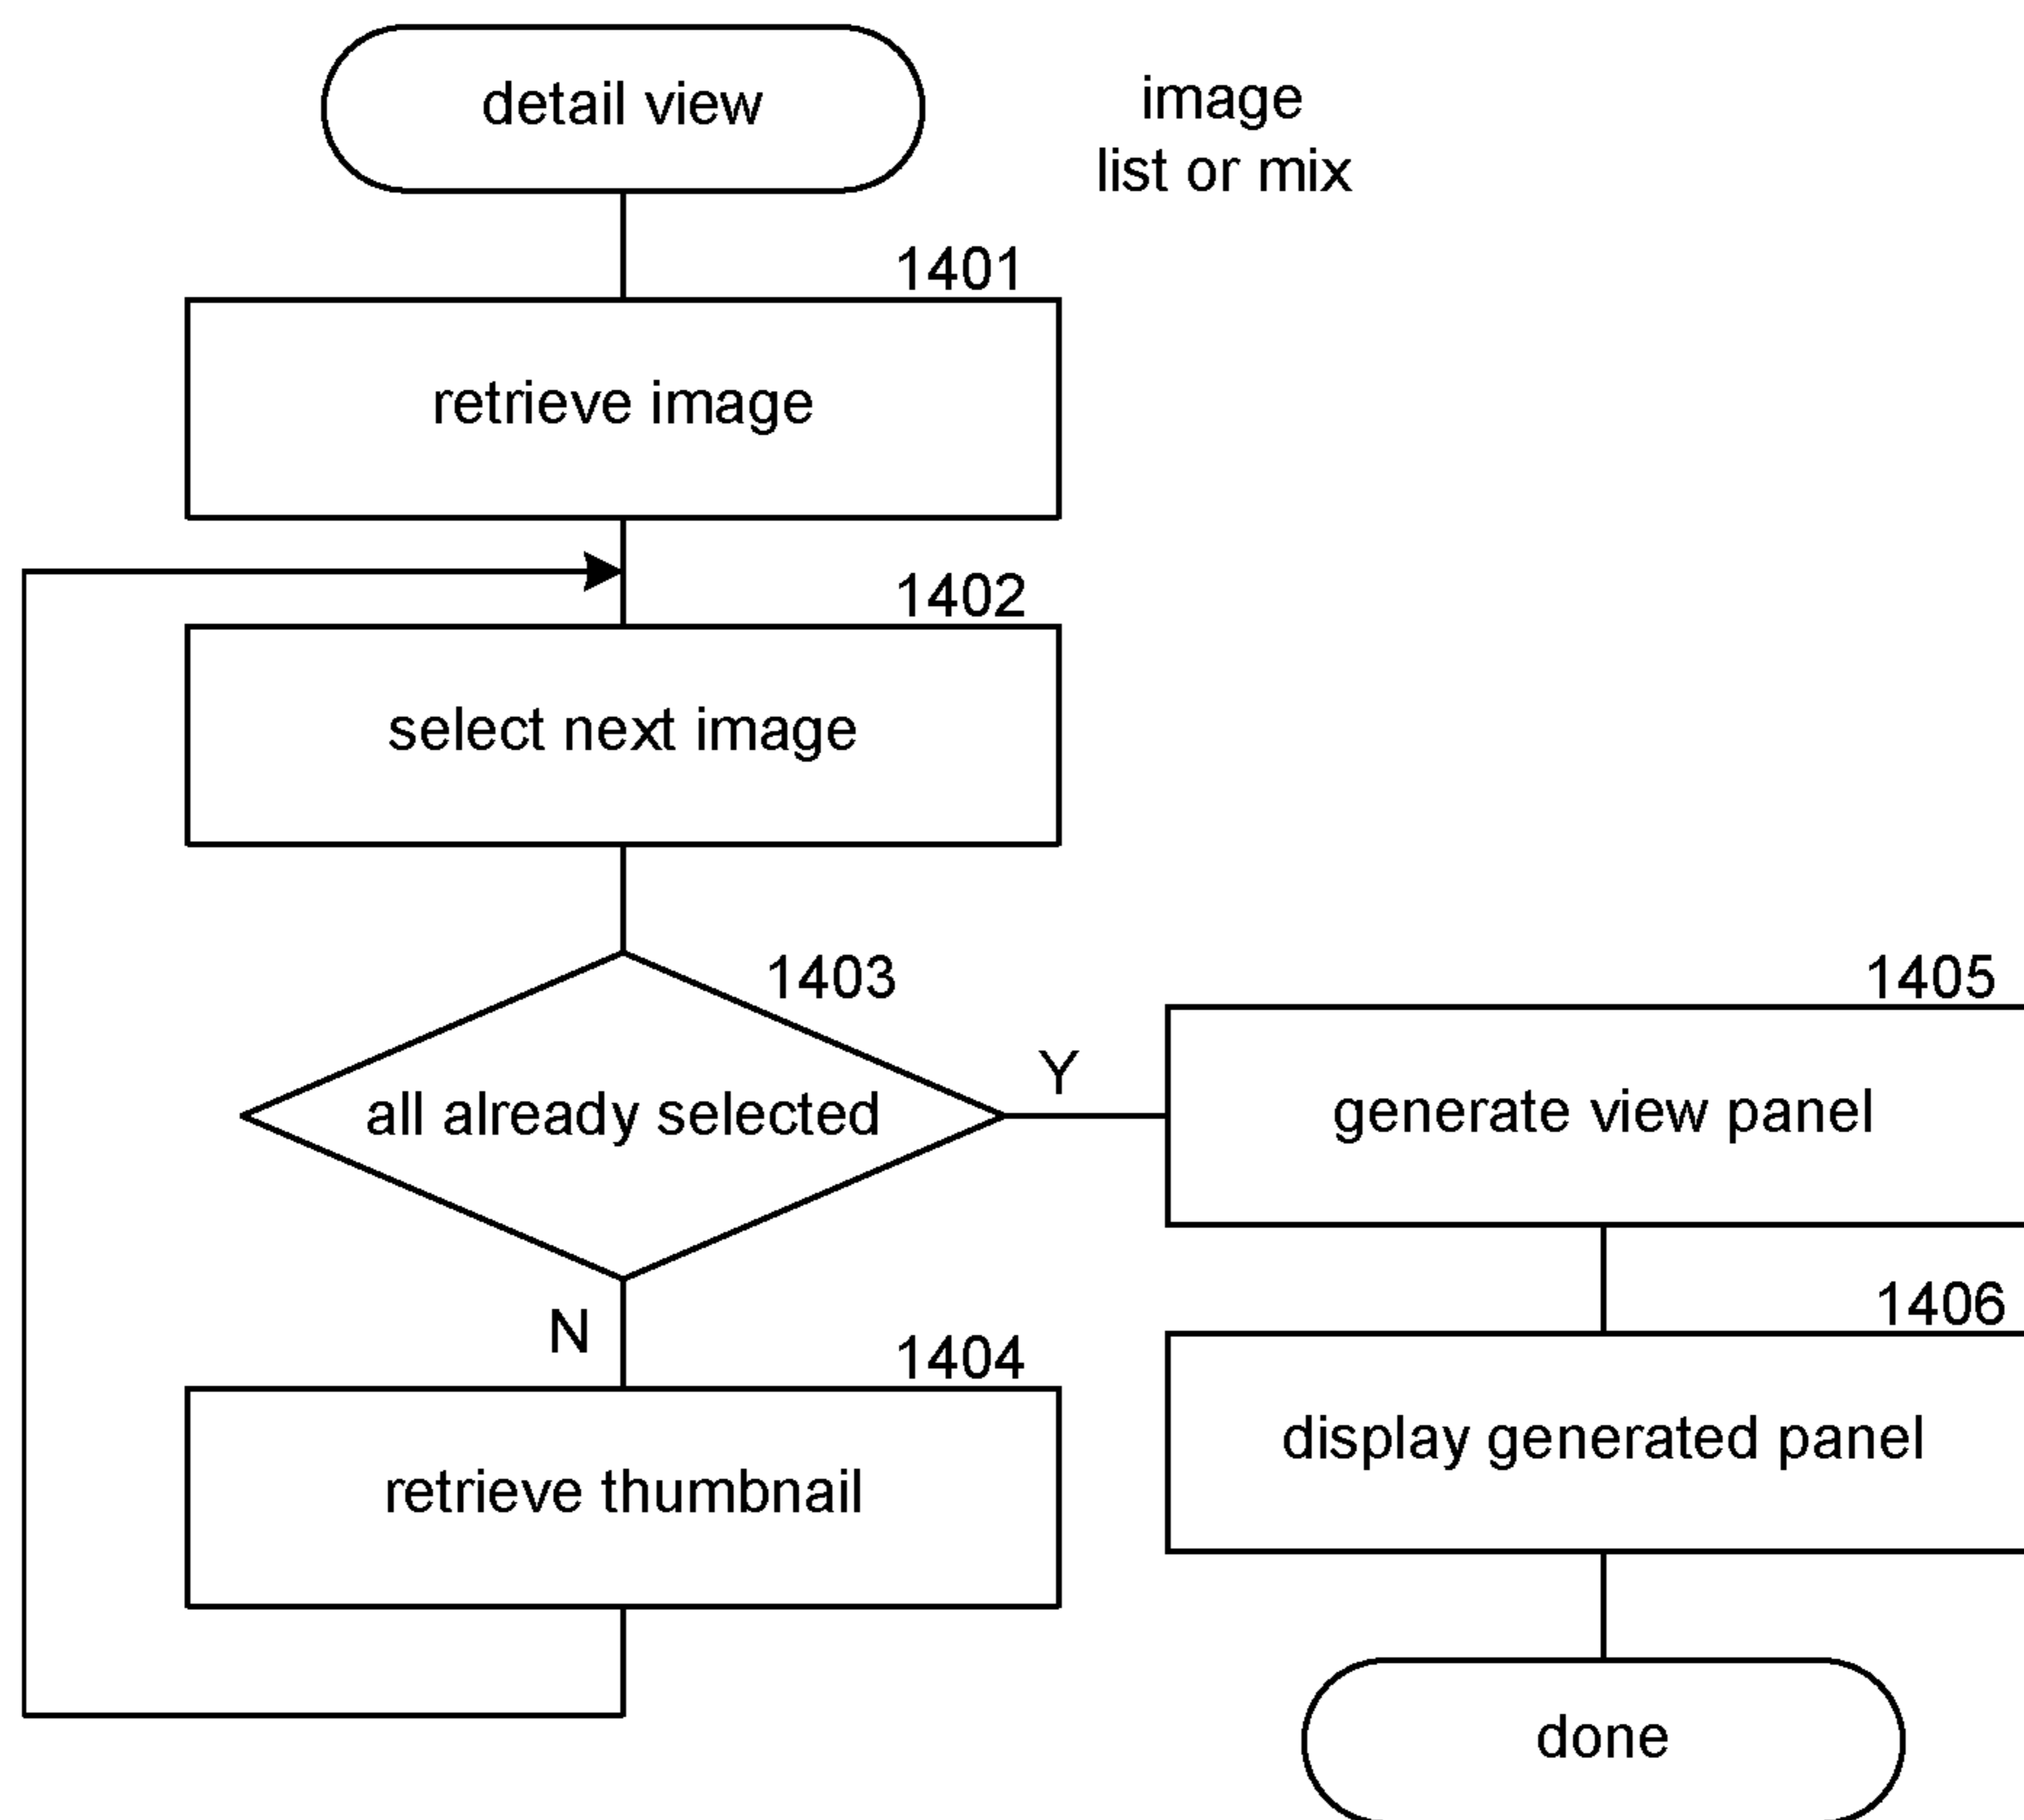 detail view
image
list or mix
1401
retrieve image
1402
select next image
1403
all already selected
Y
N
1404
retrieve thumbnail
1405
generate view panel
1406
display generated panel
done